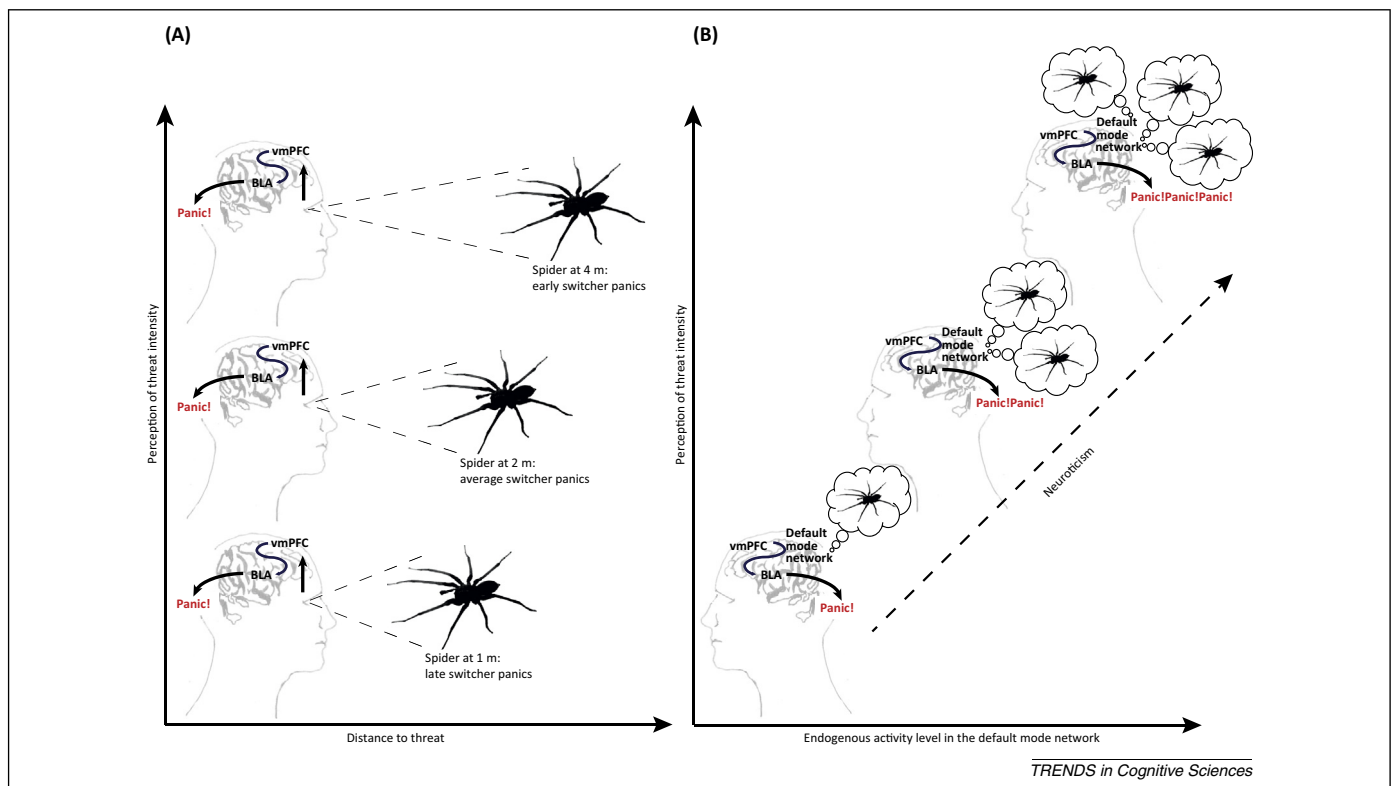 (A)
Perception of threat intensity
vmPFC
BLA
Panic!
Spider at 4 m:
early switcher panics
vmPFC
BLA
Panic!
Spider at 2 m:
average switcher panics
vmPFC
BLA
Panic!
Spider at 1 m:
late switcher panics
Distance to threat
(B)
Perception of threat intensity
Default
vmPFC mode
network
BLA
Panic!Panic!Panic!
Default
vmPFC mode
network
BLA
Panic!Panic!
Neuroticism
Default
vmPFC mode
network
BLA
Panic!
Endogenous activity level in the default mode network
TRENDS in Cognitive Sciences